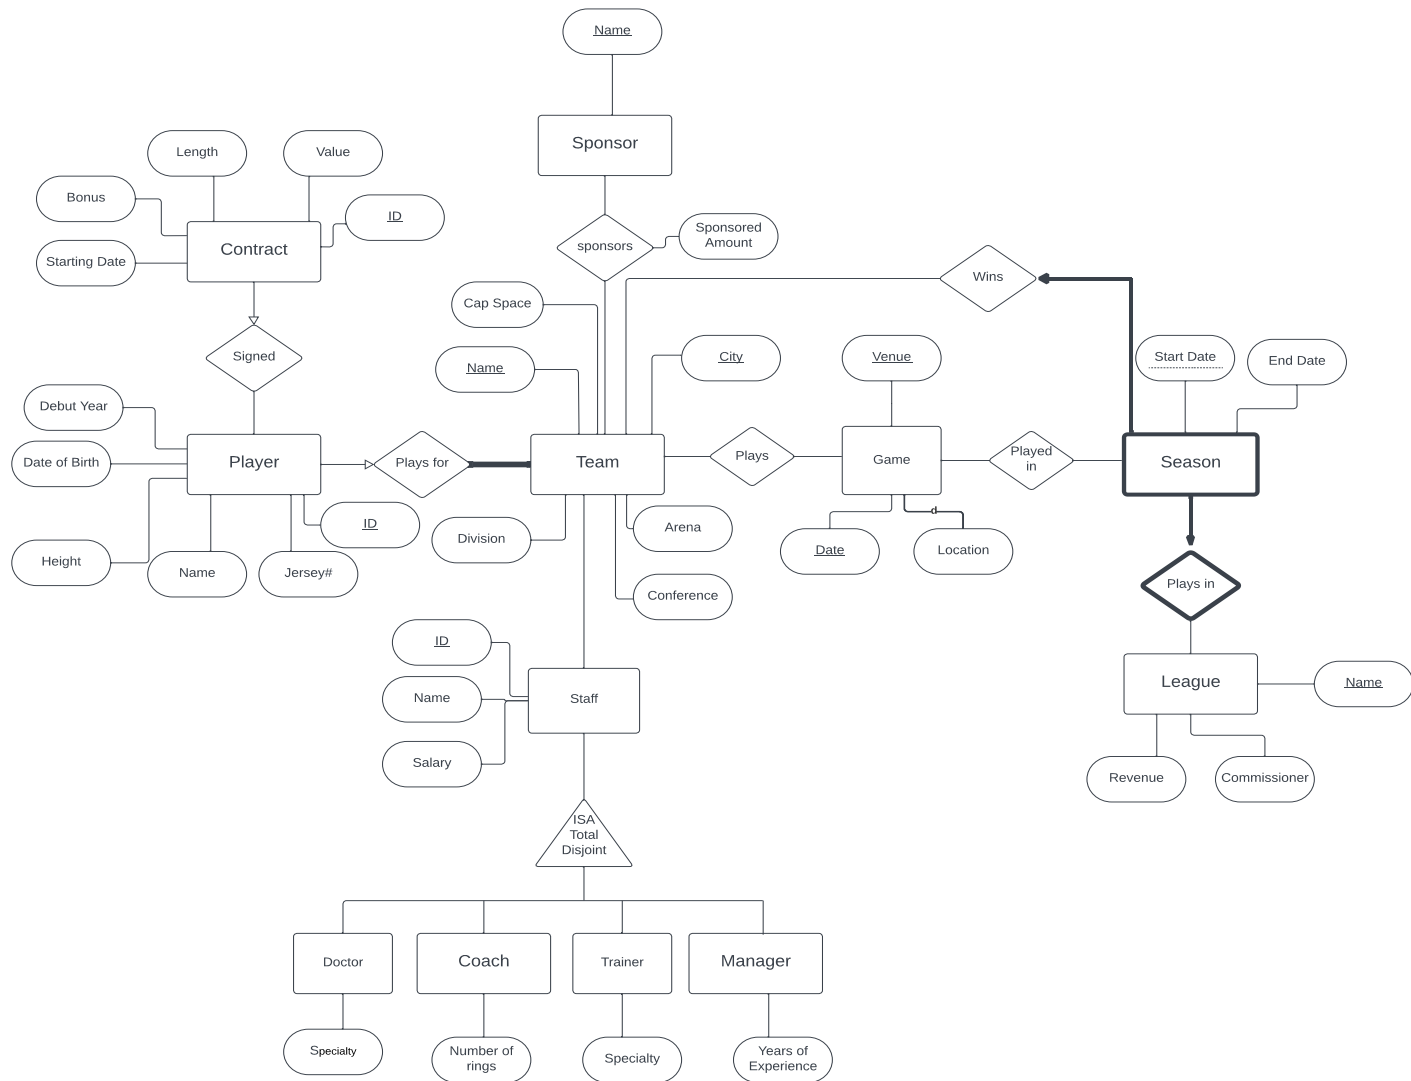 Name
Sponsor
Length
Value
Bonus
ID
Sponsored
Amount
sponsors
Contract
Starting Date
Wins
Cap Space
Signed
Name
City
Venue
Start Date
End Date
Debut Year
Date of Birth
Player
Plays for
Team
Plays
Game
Played
in
Season
d
ID
Division
Arena
Date
Location
Height
Name
Jersey#
Conference
Plays in
ID
Name
Staff
League
Name
Salary
Revenue
Commissioner
ISA
Total
Disjoint
Doctor
Coach
Trainer
Manager
Specialty
Number of
rings
Specialty
Years of
Experience